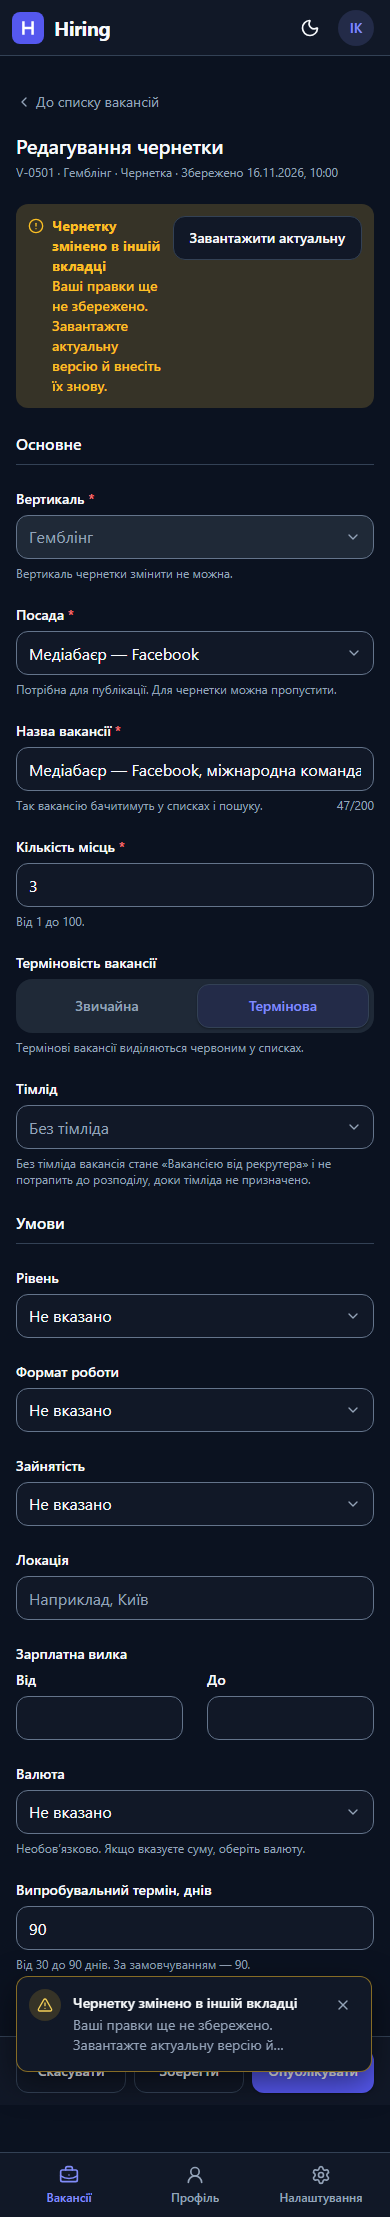 H Hiring ІК
До списку вакансій
Редагування чернетки
V-0501 · Гемблінг · Чернетка · Збережено 16.11.2026, 10:00
Чернетку
змінено в іншій
вкладці
Ваші правки ще
не збережено.
Завантажте
актуальну
версію й внесіть
їх знову.
Завантажити актуальну
Основне
Вертикаль *
Гемблінг
Вертикаль чернетки змінити не можна.
Посада *
Медіабаєр — Facebook
Потрібна для публікації. Для чернетки можна пропустити.
Назва вакансії *
Медіабаєр — Facebook, міжнародна команда
Так вакансію бачитимуть у списках і пошуку. 47/200
Кількість місць *
3
Від 1 до 100.
Терміновість вакансії
Звичайна Термінова
Термінові вакансії виділяються червоним у списках.
Тімлід
Без тімліда
Без тімліда вакансія стане «Вакансією від рекрутера» і не
потрапить до розподілу, доки тімліда не призначено.
Умови
Рівень
Не вказано
Формат роботи
Не вказано
Зайнятість
Не вказано
Локація
Наприклад, Київ
Зарплатна вилка
Від До
Валюта
Не вказано
Необов'язково. Якщо вказуєте суму, оберіть валюту.
Випробувальний термін, днів
90
Від 30 до 90 днів. За замовчуванням — 90.
Чернетку змінено в іншій вкладці
Ваші правки ще не збережено.
Завантажте актуальну версію й…
Скасувати Зберегти Опублікувати
Вакансії Профіль Налаштування